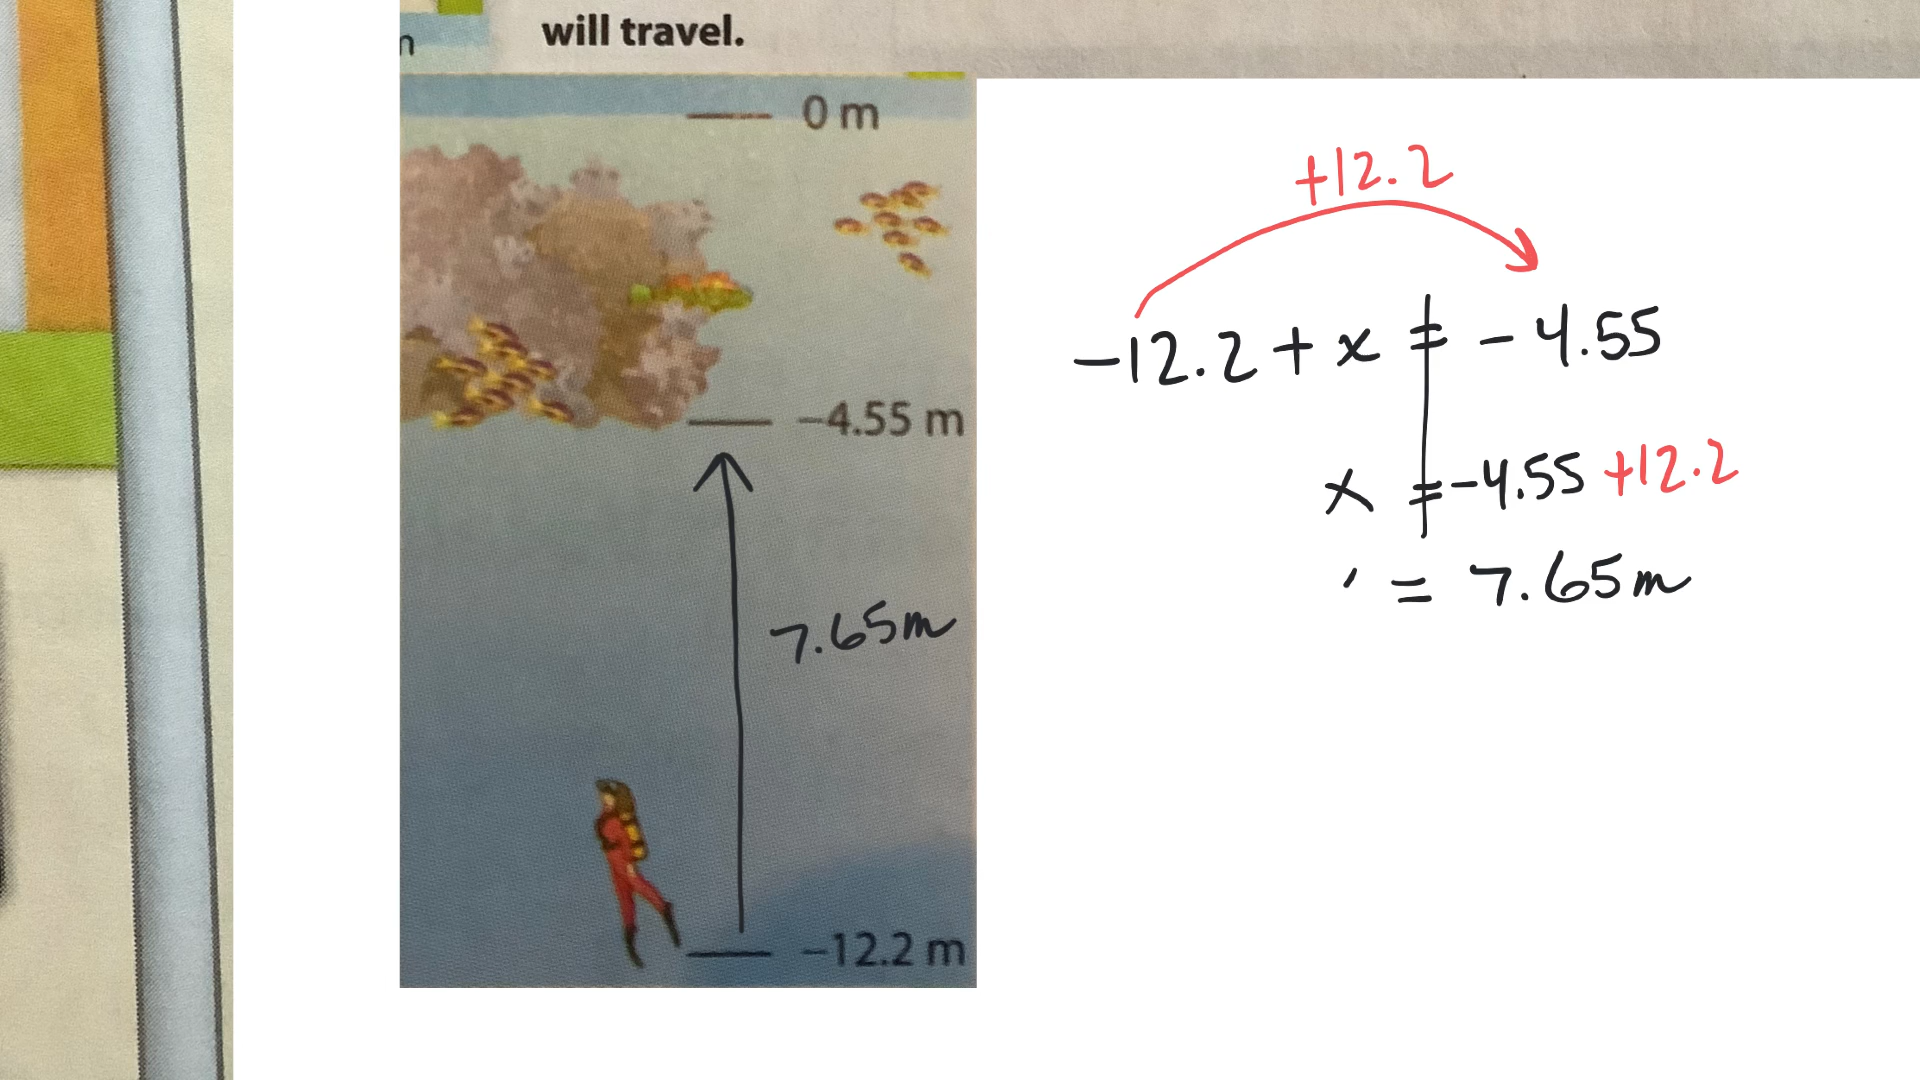 n
will travel.
0 m
−4.55 m
7.65m
−12.2 m
+12.2
-12.2 + x = - 4.55
x = -4.55 +12.2
' = 7.65m